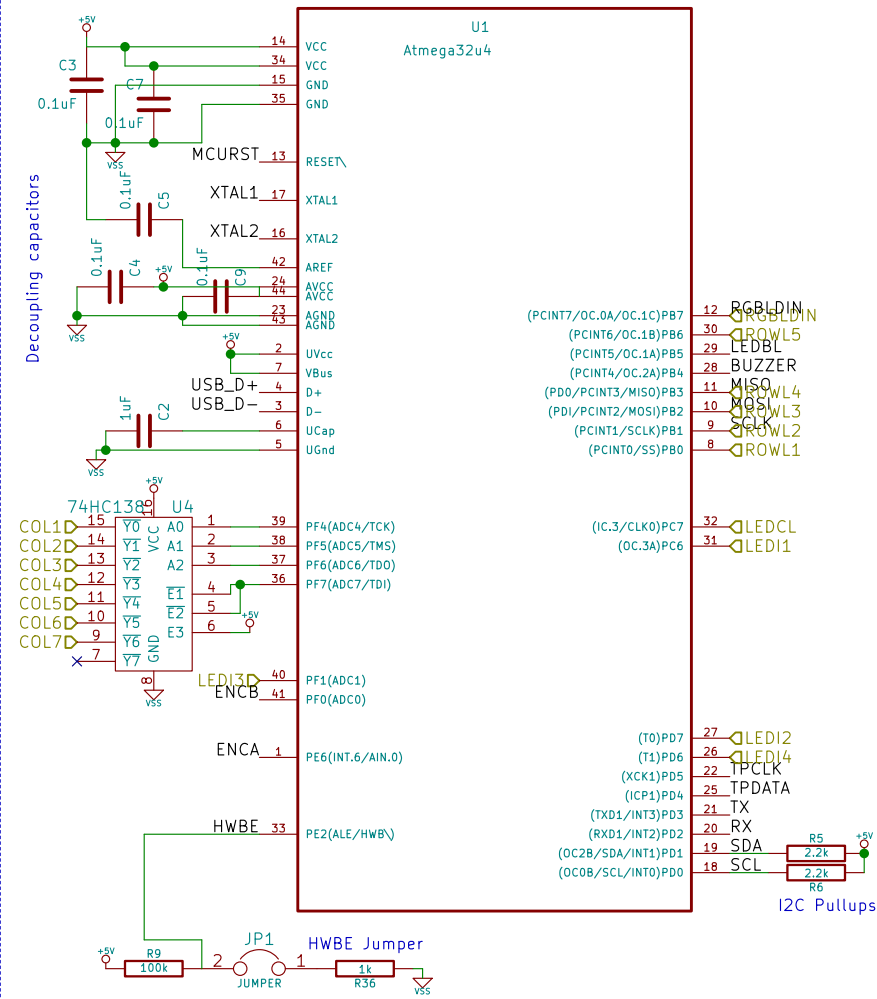 U1
Atmega32u4
+5V
C3
0.1uF
C7
0.1uF
VSS
14 VCC
34 VCC
15 GND
35 GND
MCURST 13 RESET\
XTAL1 17 XTAL1
XTAL2 16 XTAL2
0.1uF C5
42 AREF
0.1uF C4
+5V
0.1uF C9
24 AVCC
44 AVCC
23 AGND
43 AGND
VSS
+5V
2 UVcc
7 VBus
USB_D+ 4 D+
USB_D- 3 D-
1uF C2
6 UCap
5 UGnd
VSS
Decoupling capacitors
+5V
74HC138 U4
16 VCC
COL1 15 Y0 A0 1 39 PF4(ADC4/TCK)
COL2 14 Y1 A1 2 38 PF5(ADC5/TMS)
COL3 13 Y2 A2 3 37 PF6(ADC6/TDO)
COL4 12 Y3 E1 4 36 PF7(ADC7/TDI)
COL5 11 Y4 E2 5
COL6 10 Y5 E3 6 +5V
COL7 9 Y6
7 Y7
GND 8
VSS
LEDI3 40 PF1(ADC1)
ENCB 41 PF0(ADC0)
ENCA 1 PE6(INT.6/AIN.0)
HWBE 33 PE2(ALE/HWB\)
(PCINT7/OC.0A/OC.1C)PB7 12 RGBLDIN RGBLDIN
(PCINT6/OC.1B)PB6 30 ROWL5
(PCINT5/OC.1A)PB5 29 LEDBL
(PCINT4/OC.2A)PB4 28 BUZZER
(PD0/PCINT3/MISO)PB3 11 MISO ROWL4
(PDI/PCINT2/MOSI)PB2 10 MOSI ROWL3
(PCINT1/SCLK)PB1 9 SCLK ROWL2
(PCINT0/SS)PB0 8 ROWL1
(IC.3/CLK0)PC7 32 LEDCL
(OC.3A)PC6 31 LEDI1
(T0)PD7 27 LEDI2
(T1)PD6 26 LEDI4
(XCK1)PD5 22 TPCLK
(ICP1)PD4 25 TPDATA
(TXD1/INT3)PD3 21 TX
(RXD1/INT2)PD2 20 RX
(OC2B/SDA/INT1)PD1 19 SDA
(OC0B/SCL/INT0)PD0 18 SCL
R5
2.2k
+5V
2.2k
R6
I2C Pullups
+5V
R9
100k
JP1
2 1
JUMPER
HWBE Jumper
1k
R36
VSS